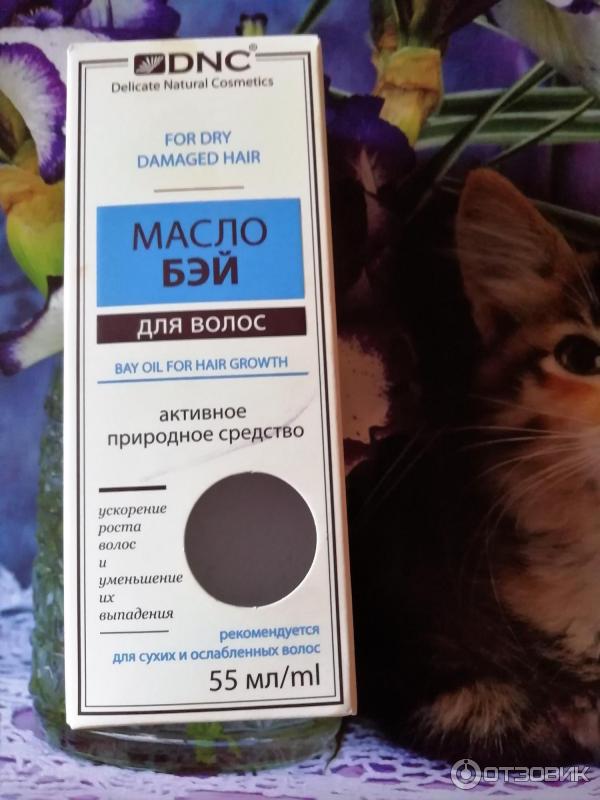 DNC®
Delicate Natural Cosmetics
FOR DRY
DAMAGED HAIR
МАСЛО
БЭЙ
ДЛЯ ВОЛОС
BAY OIL FOR HAIR GROWTH
активное
природное средство
ускорение
роста
волос
и
уменьшение
их
выпадения
рекомендуется
для сухих и ослабленных волос
55 мл/ml
ОТЗОВИК